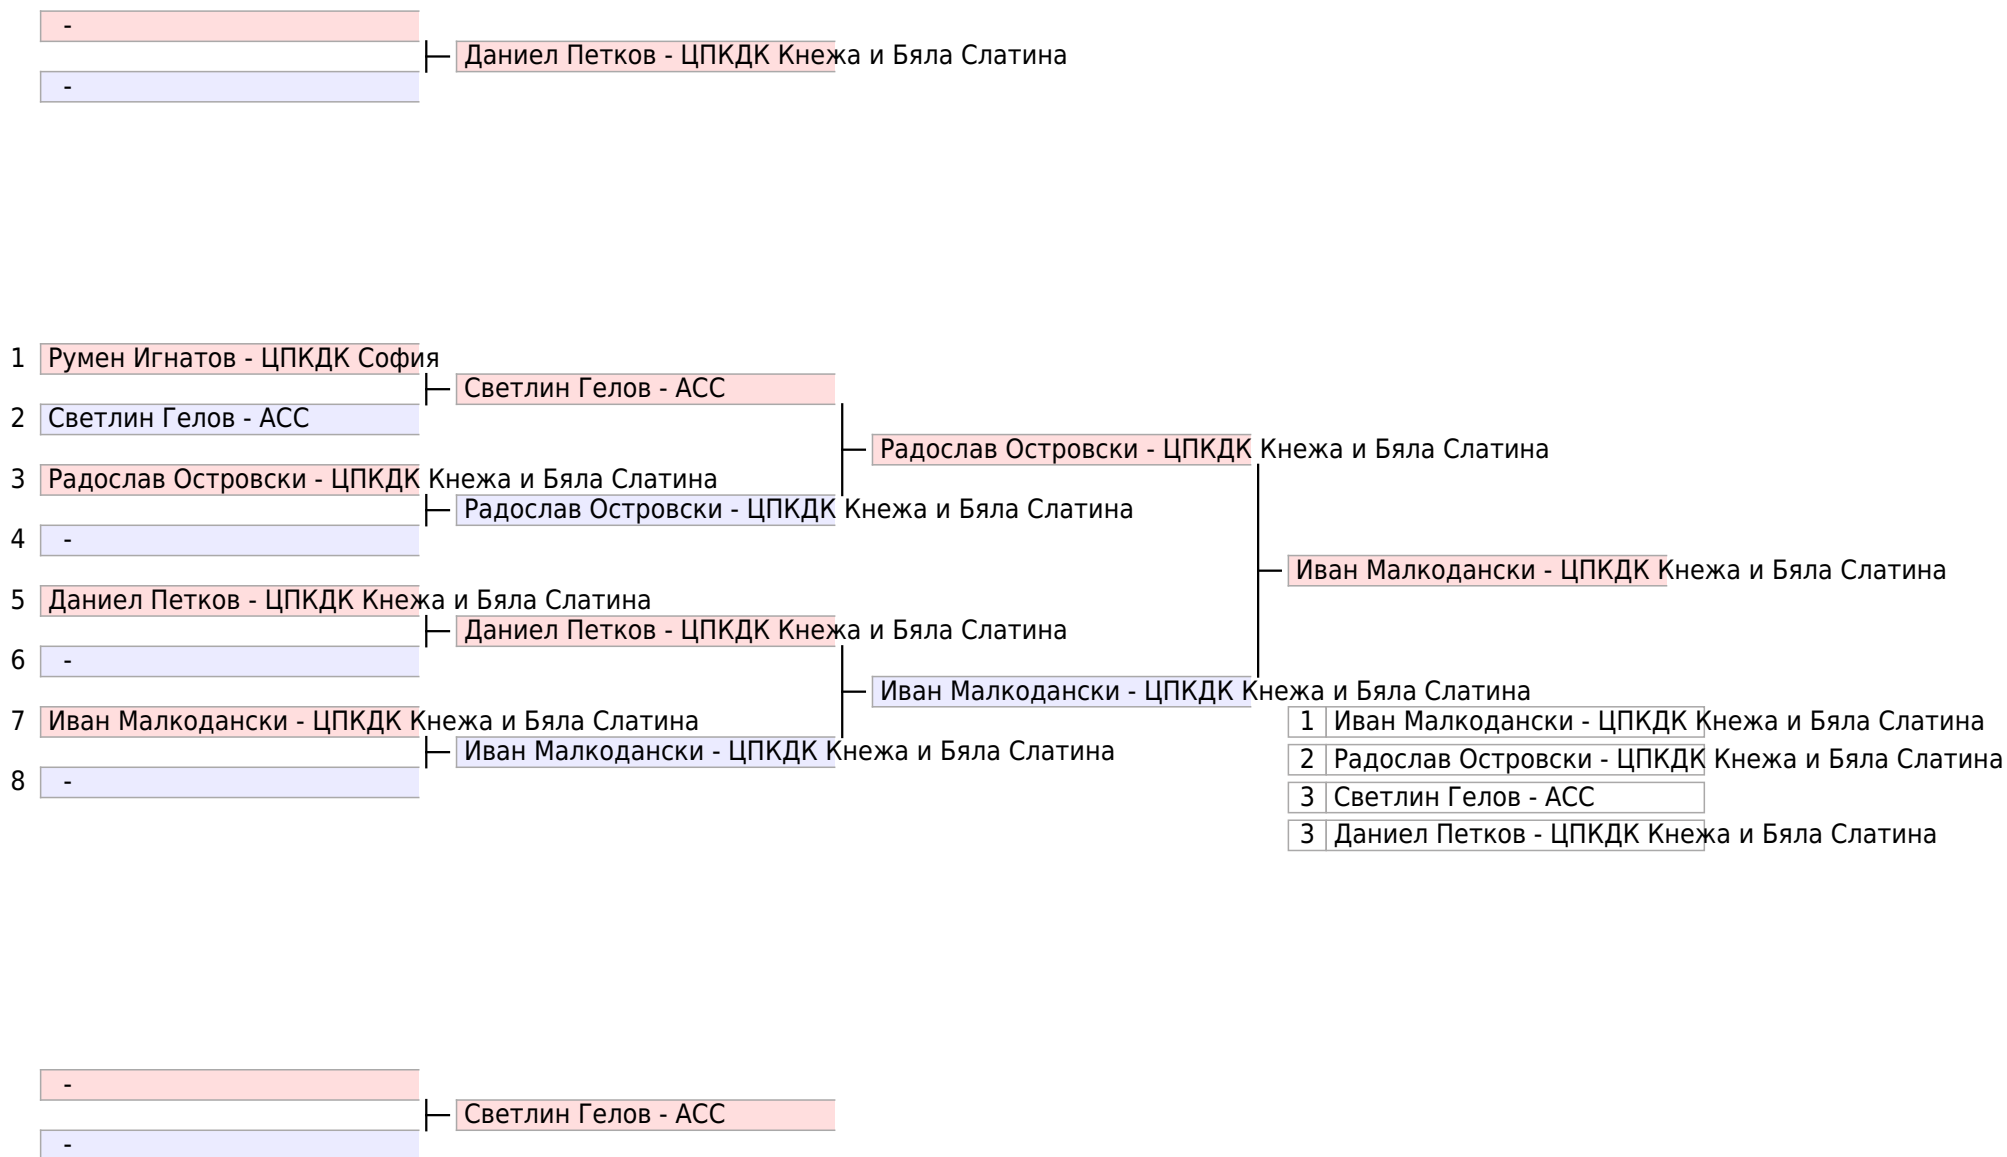 -
Даниел Петков - ЦПКДК Кнежа и Бяла Слатина
-
1 Румен Игнатов - ЦПКДК София
Светлин Гелов - АСС
2 Светлин Гелов - АСС
Радослав Островски - ЦПКДК Кнежа и Бяла Слатина
3 Радослав Островски - ЦПКДК Кнежа и Бяла Слатина
Радослав Островски - ЦПКДК Кнежа и Бяла Слатина
4 -
Иван Малкодански - ЦПКДК Кнежа и Бяла Слатина
5 Даниел Петков - ЦПКДК Кнежа и Бяла Слатина
Даниел Петков - ЦПКДК Кнежа и Бяла Слатина
6 -
Иван Малкодански - ЦПКДК Кнежа и Бяла Слатина
7 Иван Малкодански - ЦПКДК Кнежа и Бяла Слатина
Иван Малкодански - ЦПКДК Кнежа и Бяла Слатина
8 -
1 Иван Малкодански - ЦПКДК Кнежа и Бяла Слатина
2 Радослав Островски - ЦПКДК Кнежа и Бяла Слатина
3 Светлин Гелов - АСС
3 Даниел Петков - ЦПКДК Кнежа и Бяла Слатина
-
Светлин Гелов - АСС
-